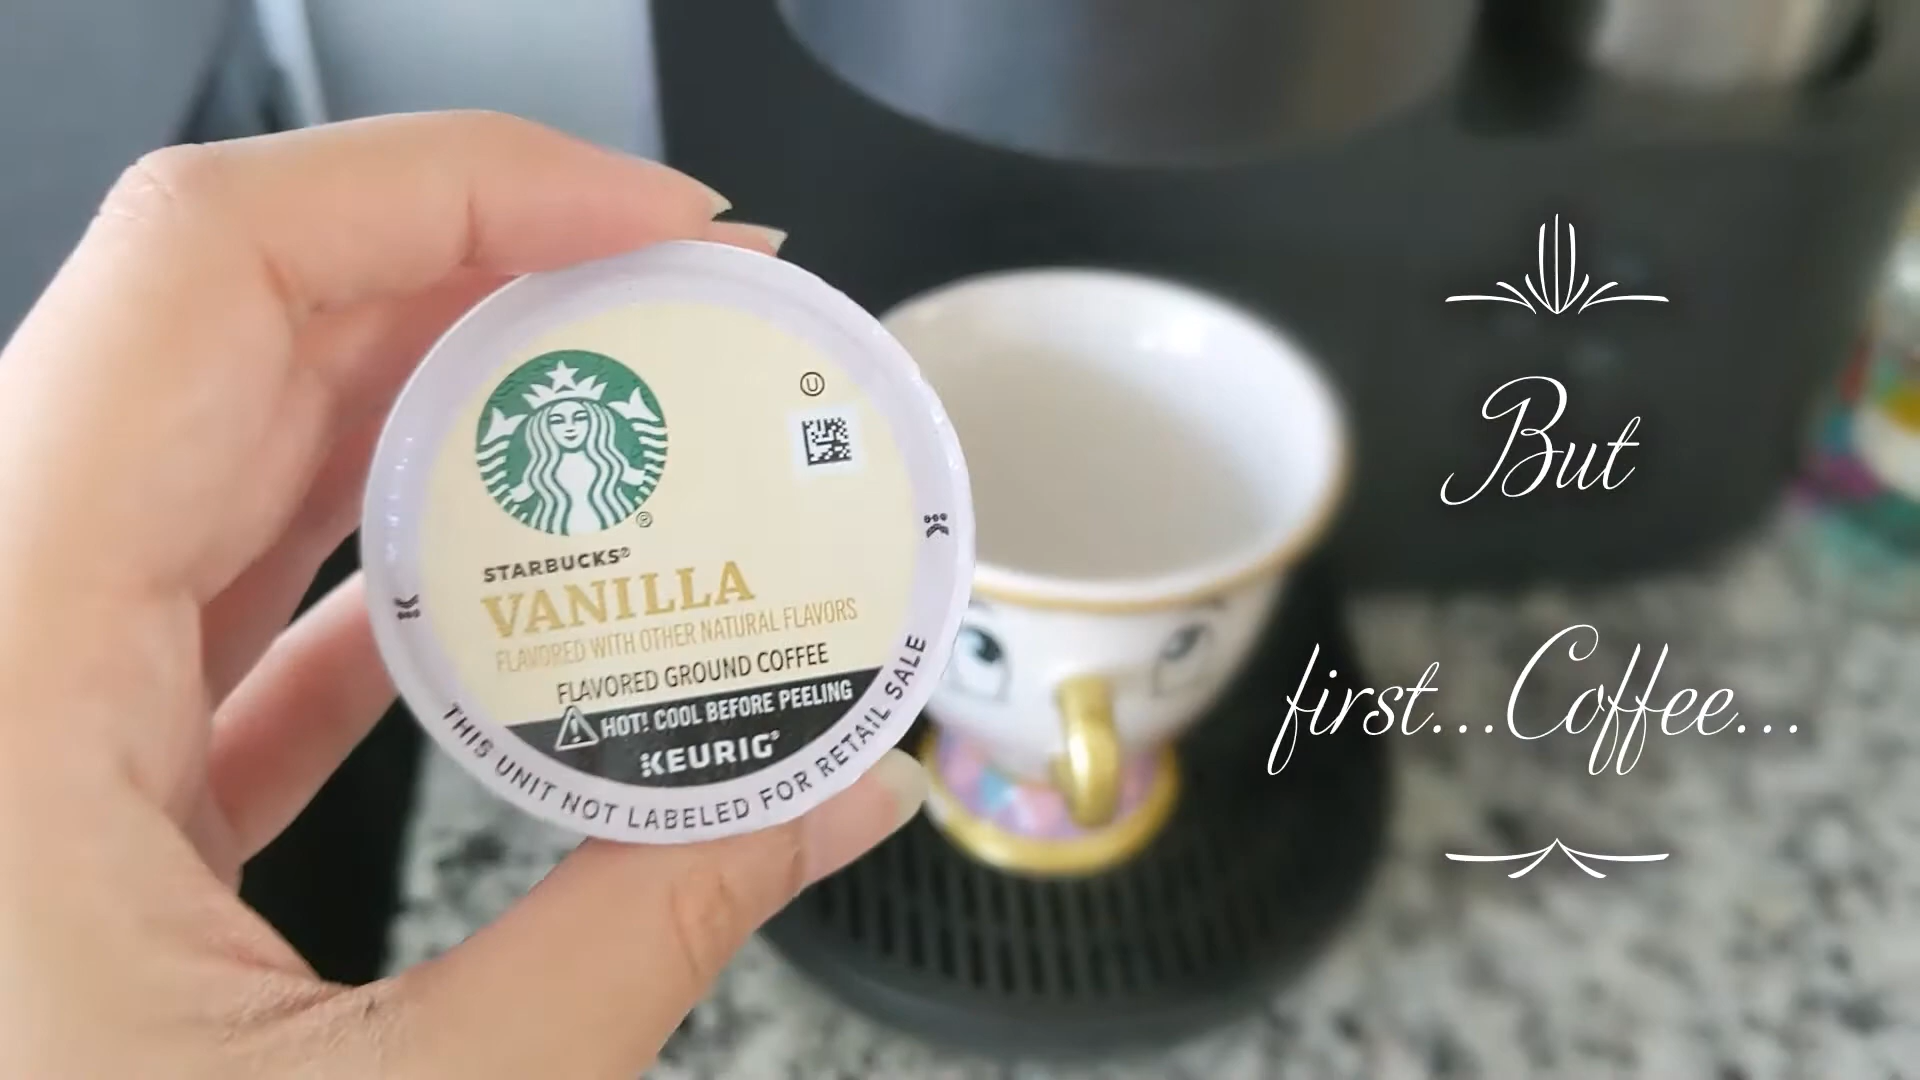 STARBUCKS®
VANILLA
FLAVORED WITH OTHER NATURAL FLAVORS
FLAVORED GROUND COFFEE
HOT! COOL BEFORE PEELING
KEURIG®
THIS UNIT NOT LABELED FOR RETAIL SALE
U
®
But
first...Coffee...